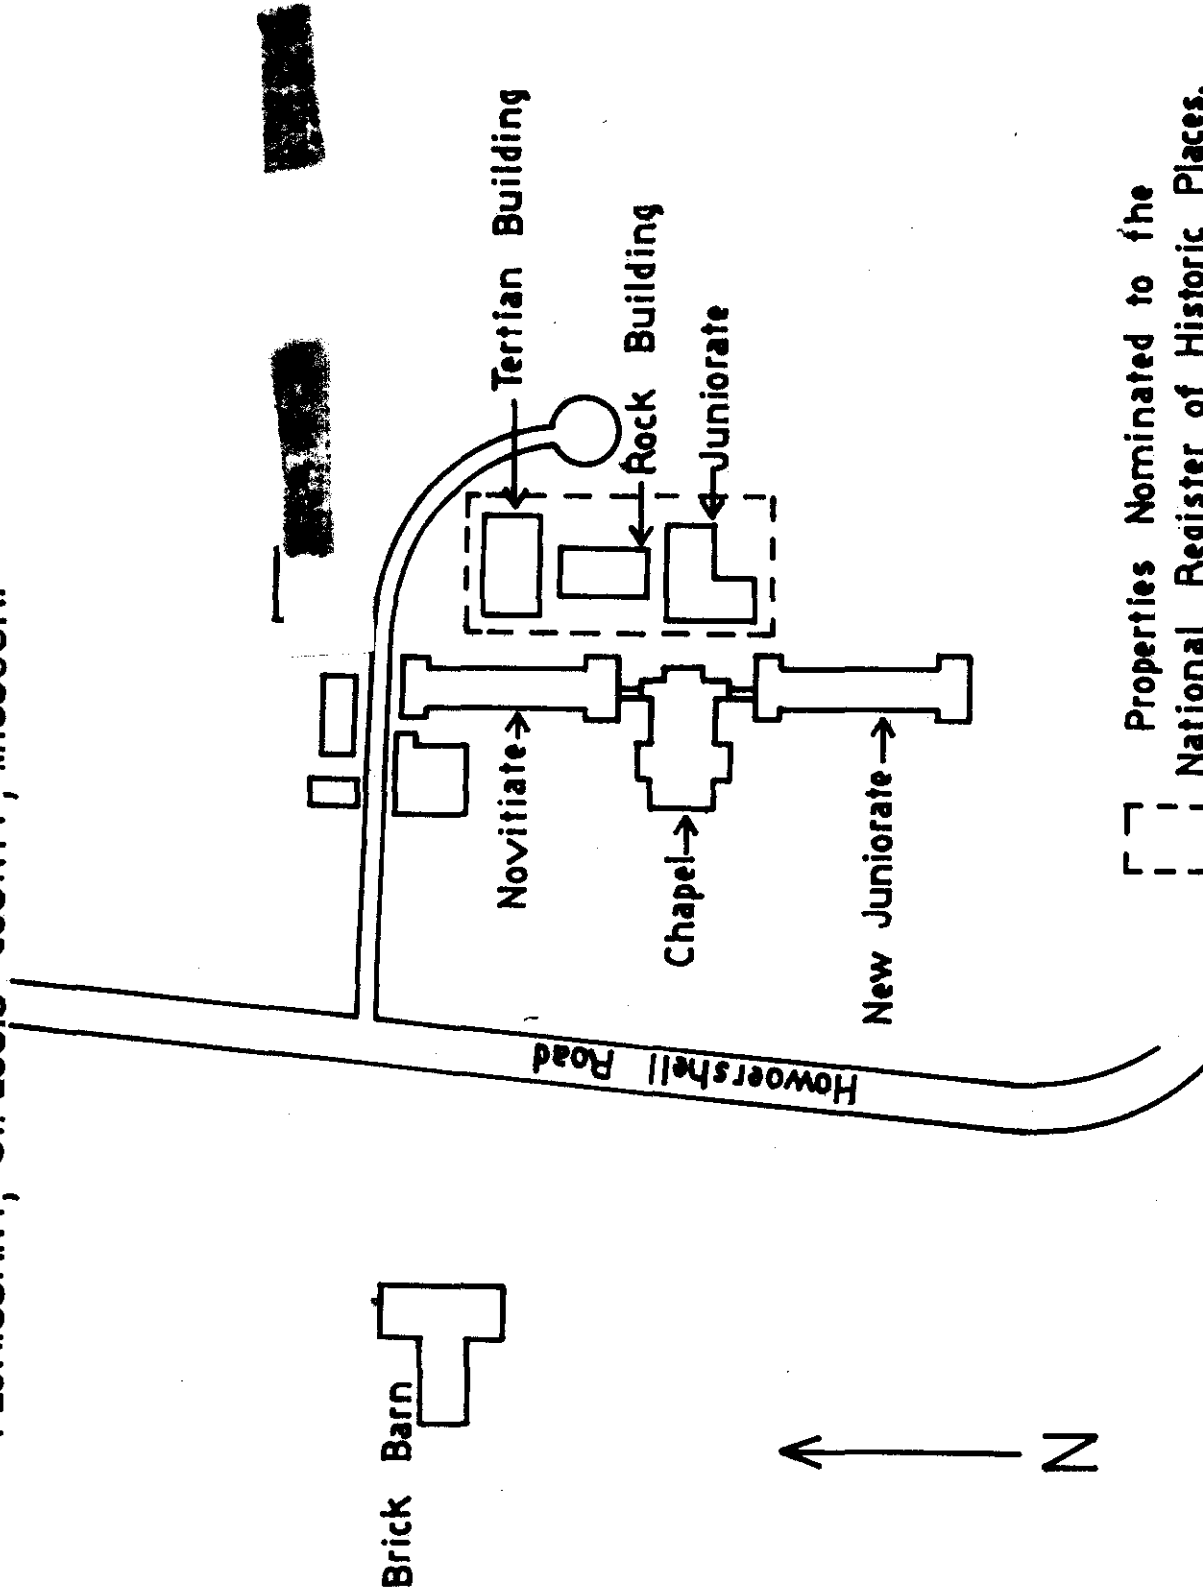 Brick Barn
Tertian Building
Novitiate
Rock Building
Chapel
Juniorate
Howdershell Road
New Juniorate
N
Properties Nominated to the
National Register of Historic Places.